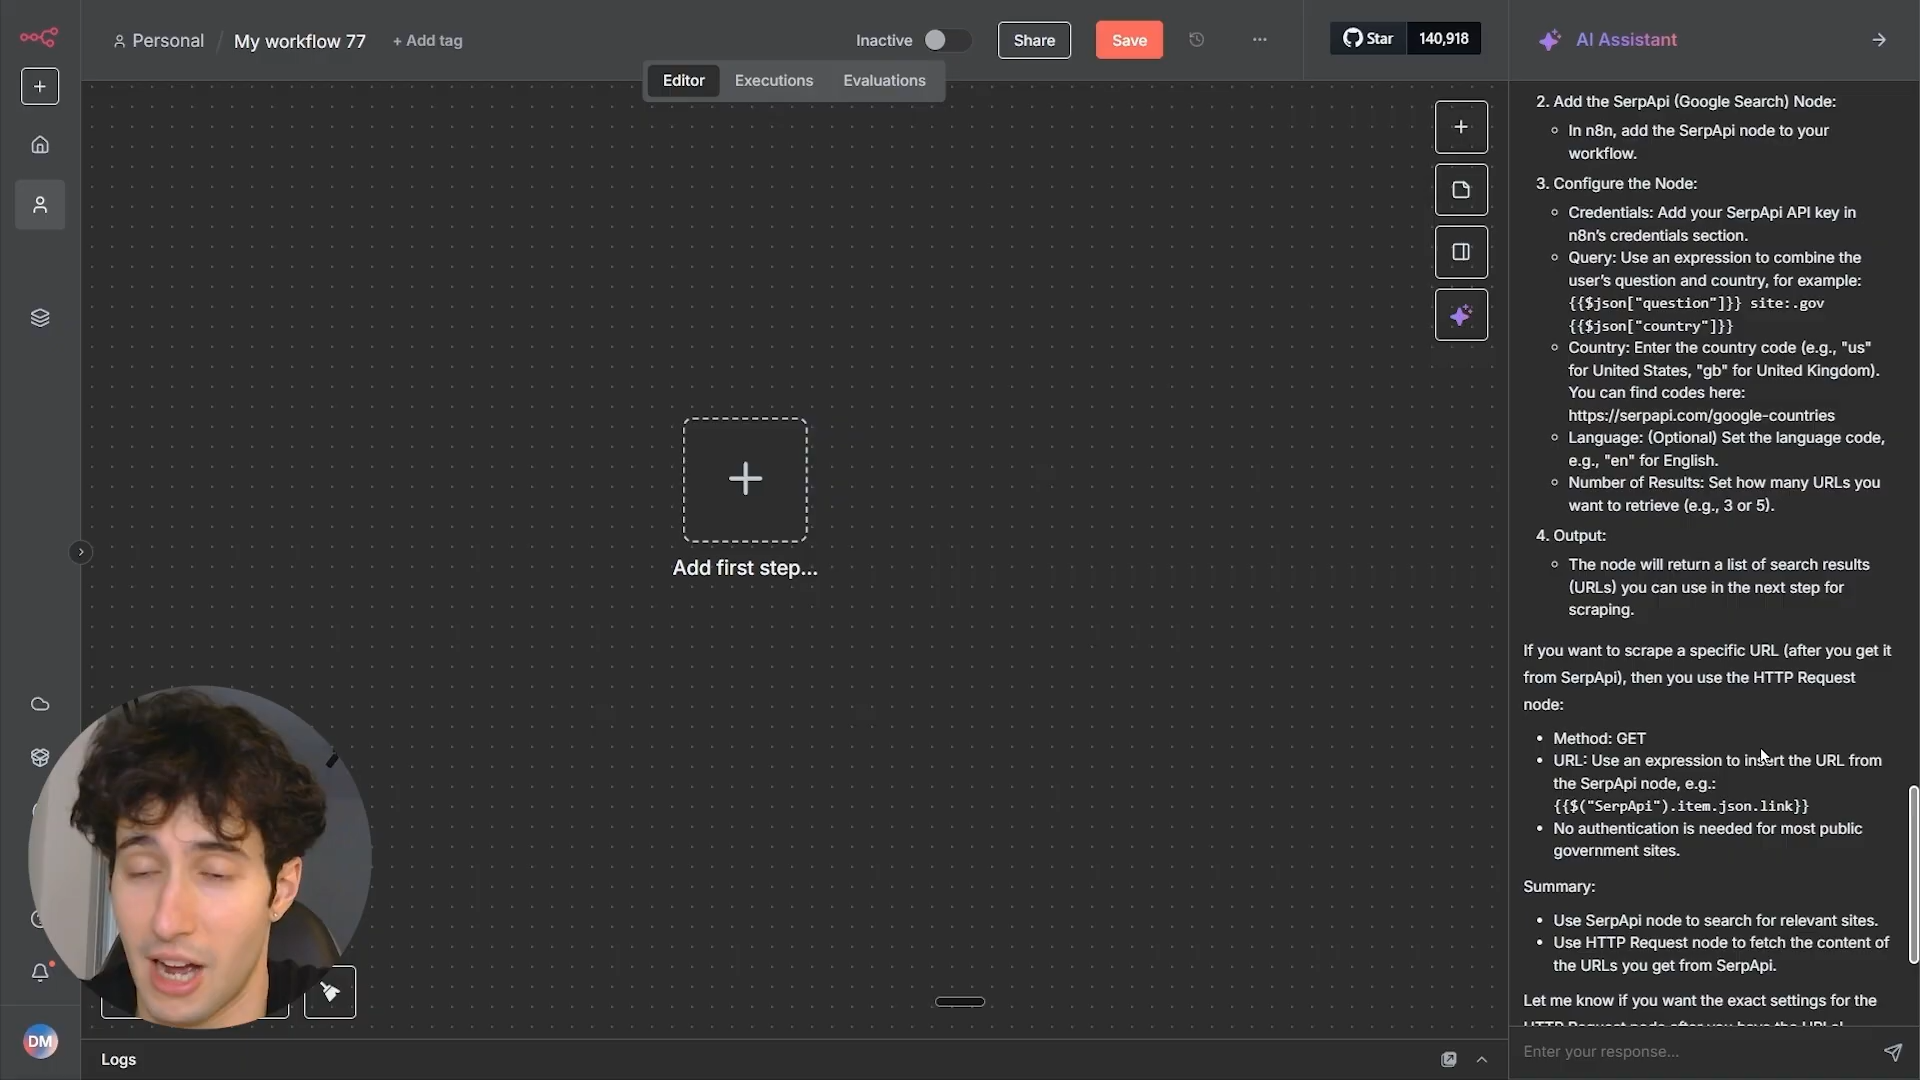 Personal / My workflow 77 + Add tag
Inactive
Share
Save
Star 140,918
AI Assistant
Editor Executions Evaluations
Add first step...
2. Add the SerpApi (Google Search) Node:
In n8n, add the SerpApi node to your
workflow.
3. Configure the Node:
Credentials: Add your SerpApi API key in
n8n's credentials section.
Query: Use an expression to combine the
user's question and country, for example:
{{$json["question"]}} site:.gov
{{$json["country"]}}
Country: Enter the country code (e.g., "us"
for United States, "gb" for United Kingdom).
You can find codes here:
https://serpapi.com/google-countries
Language: (Optional) Set the language code,
e.g., "en" for English.
Number of Results: Set how many URLs you
want to retrieve (e.g., 3 or 5).
4. Output:
The node will return a list of search results
(URLs) you can use in the next step for
scraping.
If you want to scrape a specific URL (after you get it
from SerpApi), then you use the HTTP Request
node:
Method: GET
URL: Use an expression to insert the URL from
the SerpApi node, e.g.:
{{$("SerpApi").item.json.link}}
No authentication is needed for most public
government sites.
Summary:
Use SerpApi node to search for relevant sites.
Use HTTP Request node to fetch the content of
the URLs you get from SerpApi.
Let me know if you want the exact settings for the
HTTP Request node after you have the URLs!
Enter your response...
DM
Logs